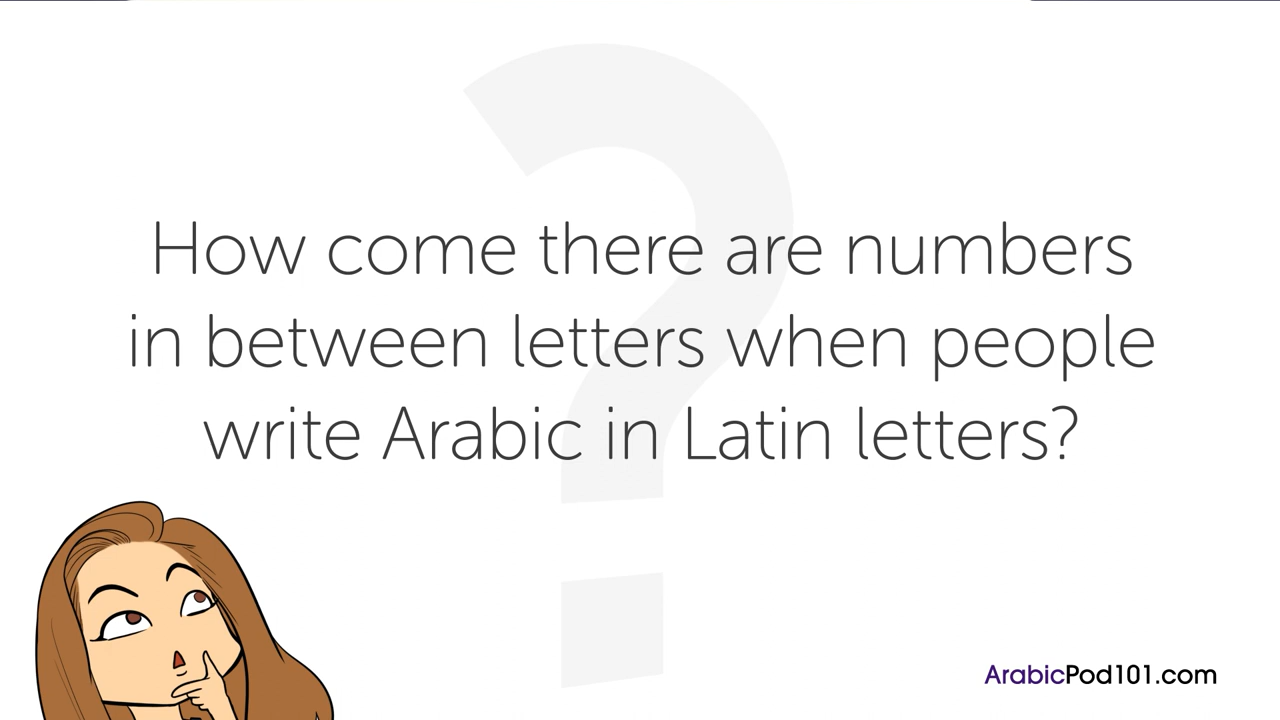 How come there are numbers
in between letters when people
write Arabic in Latin letters?
ArabicPod101.com